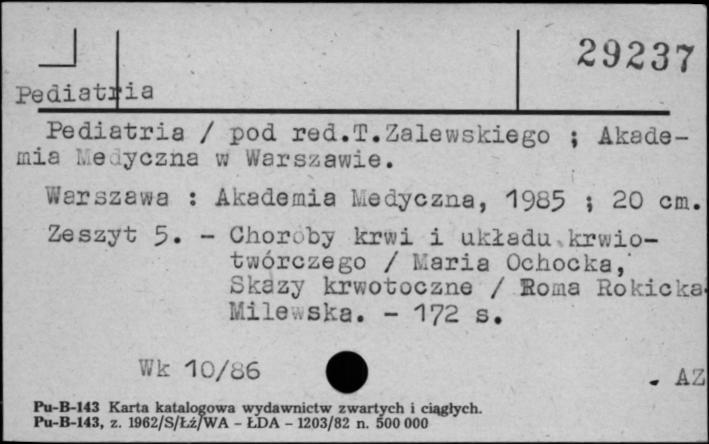 29237
Pediatria
Pediatria / pod red.T.Zalewskiego ; Akade-
mia Medyczna w Warszawie.
Warszawa : Akademia Medyczna, 1985 ; 20 cm.
Zeszyt 5. - Choroby krwi i układu krwio-
twórczego / Maria Ochocka,
Skazy krwotoczne / Roma Rokicka-
Milewska. - 172 s.
Wk 10/86
AZ
Pu-B-143 Karta katalogowa wydawnictw zwartych i ciągłych.
Pu-B-143, z. 1962/S/Łź/WA - ŁDA - 1203/82 n. 500 000